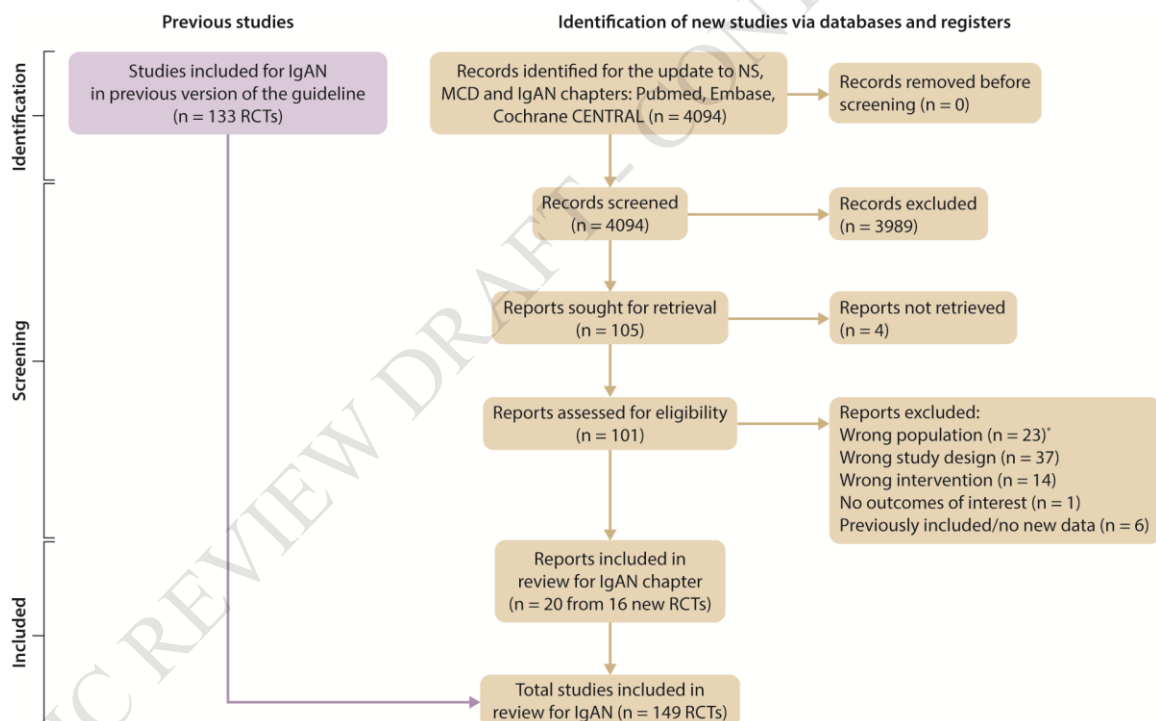 Previous studies
Identification of new studies via databases and registers
Identification
Studies included for IgAN
in previous version of the guideline
(n = 133 RCTs)
Records identified for the update to NS,
MCD and IgAN chapters: Pubmed, Embase,
Cochrane CENTRAL (n = 4094)
Records removed before
screening (n = 0)
Screening
Records screened
(n = 4094)
Records excluded
(n = 3989)
Reports sought for retrieval
(n = 105)
Reports not retrieved
(n = 4)
Reports assessed for eligibility
(n = 101)
Reports excluded:
Wrong population (n = 23)*
Wrong study design (n = 37)
Wrong intervention (n = 14)
No outcomes of interest (n = 1)
Previously included/no new data (n = 6)
Included
Reports included in
review for IgAN chapter
(n = 20 from 16 new RCTs)
Total studies included in
review for IgAN (n = 149 RCTs)
IC REVIEW DRAFT - CON